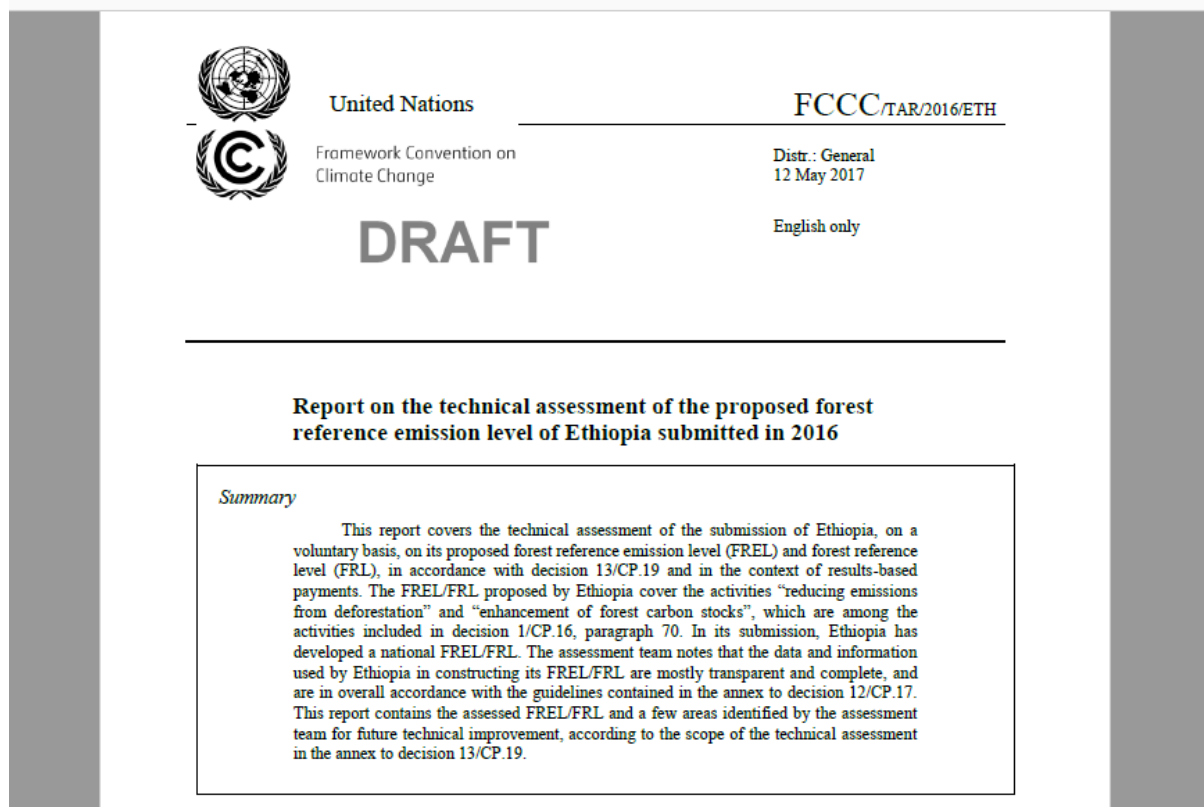 United Nations
FCCC/TAR/2016/ETH
Framework Convention on
Climate Change
Distr.: General
12 May 2017
English only
DRAFT
Report on the technical assessment of the proposed forest
reference emission level of Ethiopia submitted in 2016
Summary
This report covers the technical assessment of the submission of Ethiopia, on a
voluntary basis, on its proposed forest reference emission level (FREL) and forest reference
level (FRL), in accordance with decision 13/CP.19 and in the context of results-based
payments. The FREL/FRL proposed by Ethiopia cover the activities “reducing emissions
from deforestation” and “enhancement of forest carbon stocks”, which are among the
activities included in decision 1/CP.16, paragraph 70. In its submission, Ethiopia has
developed a national FREL/FRL. The assessment team notes that the data and information
used by Ethiopia in constructing its FREL/FRL are mostly transparent and complete, and
are in overall accordance with the guidelines contained in the annex to decision 12/CP.17.
This report contains the assessed FREL/FRL and a few areas identified by the assessment
team for future technical improvement, according to the scope of the technical assessment
in the annex to decision 13/CP.19.